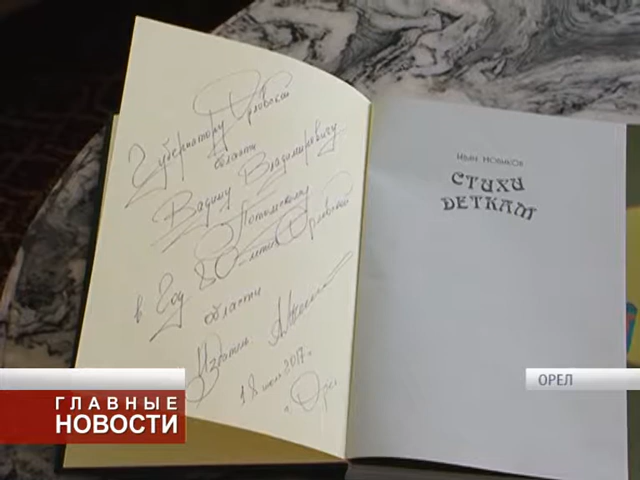 Губернатору Орловской
области
Вадиму Владимировичу
Потомскому
в Год 80-летия Орловской
области
Издатель
18 июл 2017 г.
г. Орел
ИВАН НОВИКОВ
СТИХИ
ДЕТКАМ
ОРЕЛ
ГЛАВНЫЕ
НОВОСТИ